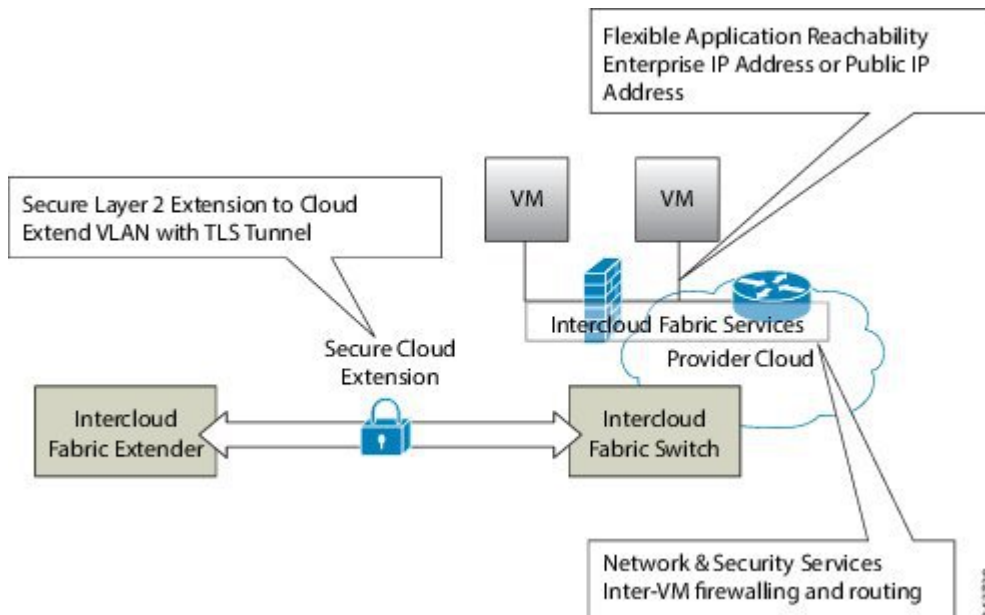 Flexible Application Reachability
Enterprise IP Address or Public IP
Address
VM
VM
Secure Layer 2 Extension to Cloud
Extend VLAN with TLS Tunnel
Intercloud Fabric Services
Provider Cloud
Secure Cloud
Extension
Intercloud
Fabric Extender
Intercloud
Fabric Switch
Network & Security Services
Inter-VM firewalling and routing